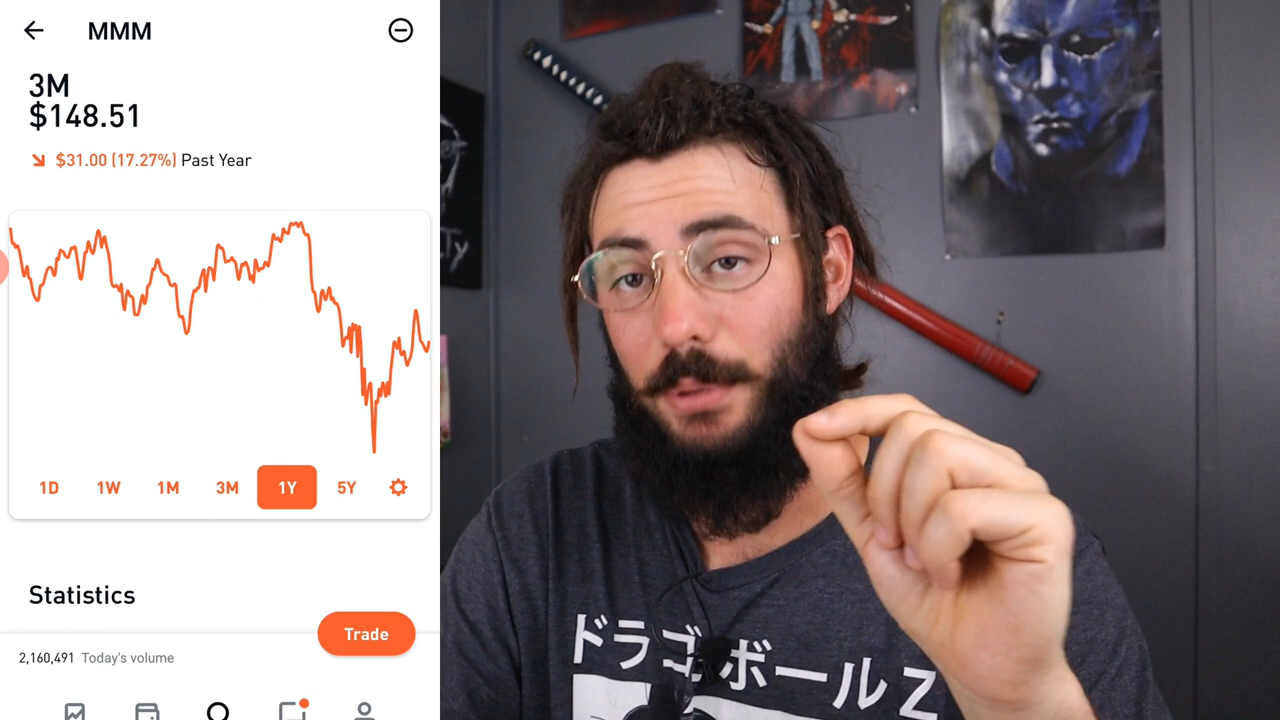 MMM
3M
$148.51
$31.00 (17.27%) Past Year
1D 1W 1M 3M 1Y 5Y
Statistics
Trade
2,160,491 Today's volume
Ty
ドラゴボールZ